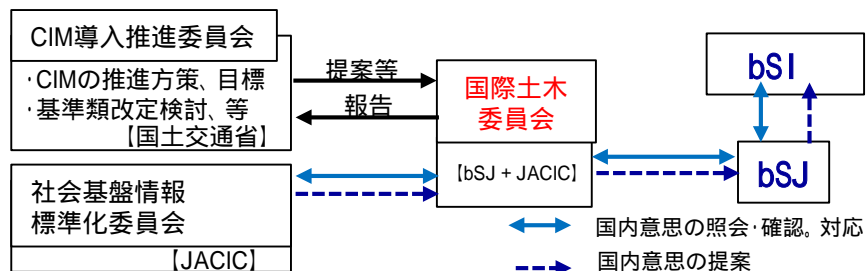 CIM導入推進委員会
・CIMの推進方策、目標
・基準類改定検討、等
【国土交通省】
提案等
報告
国際土木
委員会
【bSJ + JACIC】
bSI
bSJ
社会基盤情報
標準化委員会
【JACIC】
国内意思の照会・確認。対応
国内意思の提案